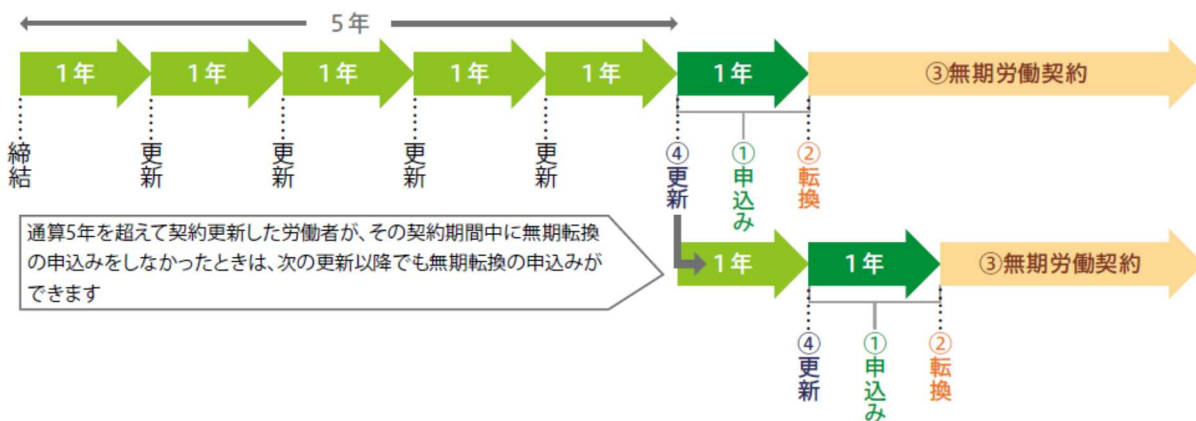 5年
1年
1年
1年
1年
1年
1年
③無期労働契約
締結
更新
更新
更新
更新
④更新
①申込み
②転換
通算5年を超えて契約更新した労働者が、その契約期間中に無期転換
の申込みをしなかったときは、次の更新以降でも無期転換の申込みが
できます
1年
1年
③無期労働契約
④更新
①申込み
②転換